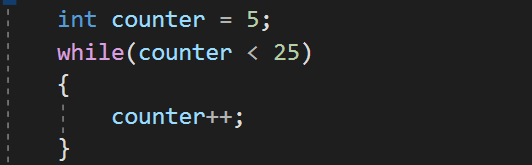 int counter = 5;
while(counter < 25)
{
    counter++;
}